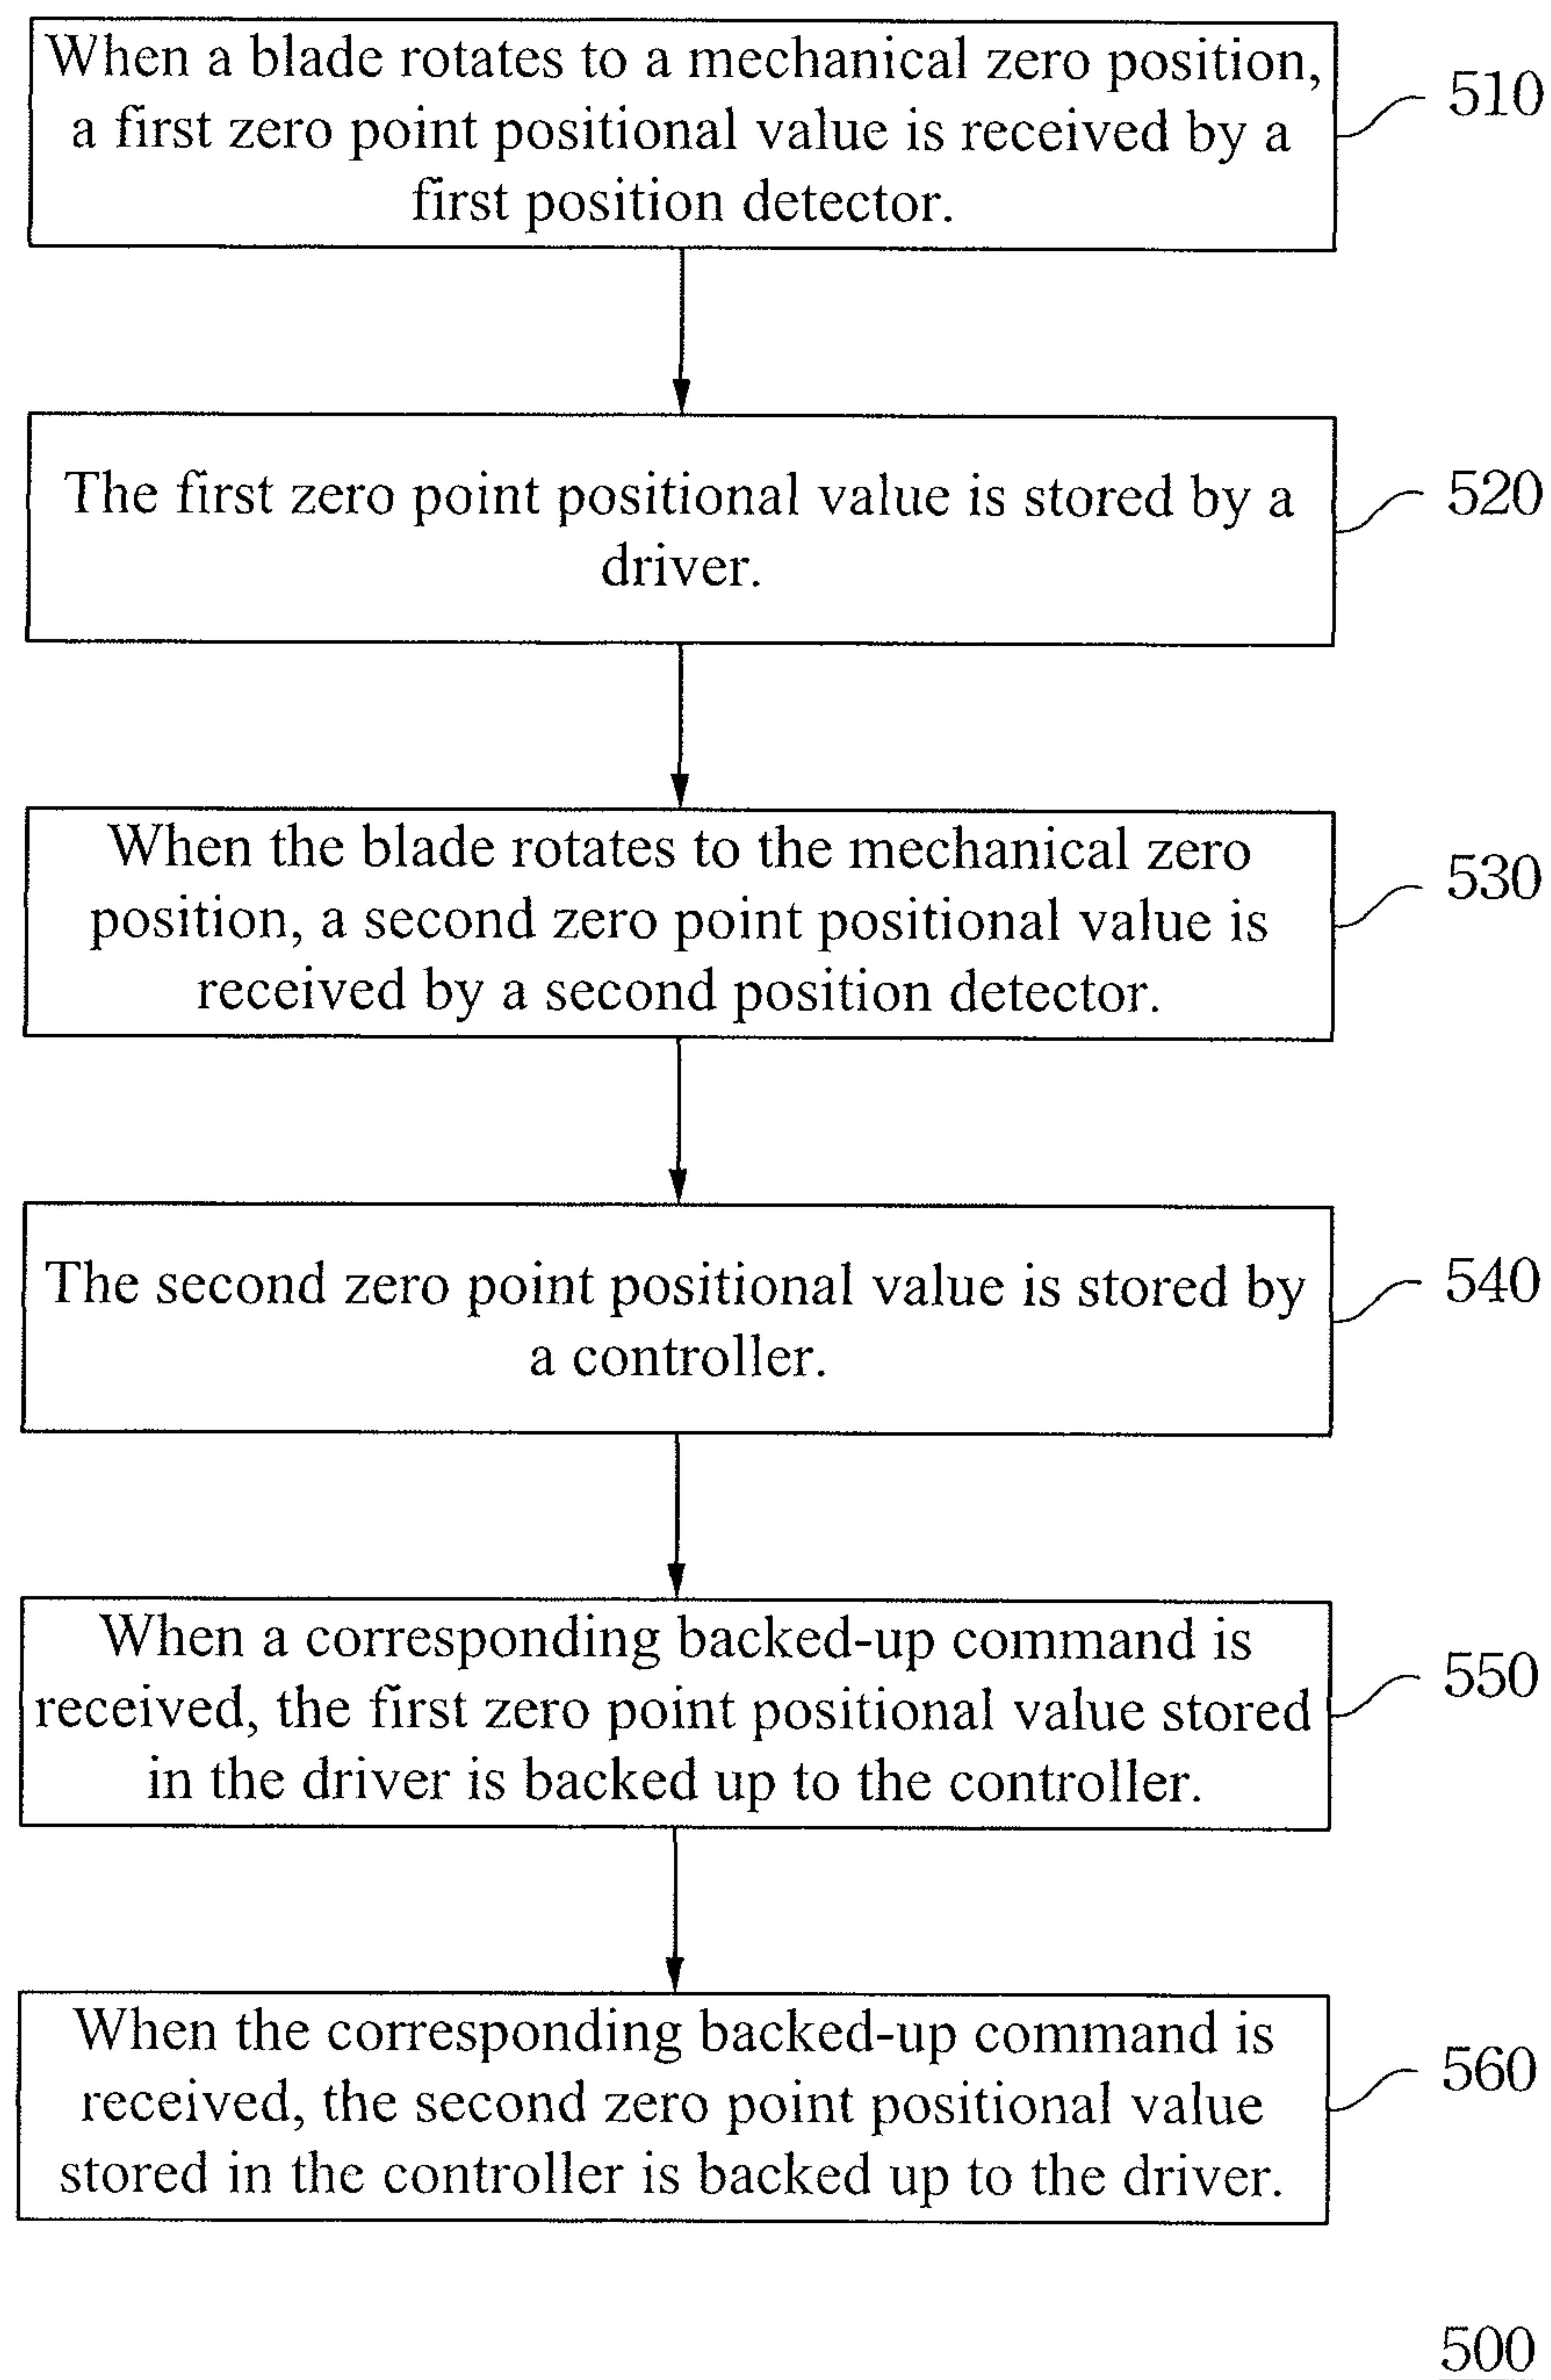 When a blade rotates to a mechanical zero position,
a first zero point positional value is received by a
first position detector.
510
The first zero point positional value is stored by a
driver.
520
When the blade rotates to the mechanical zero
position, a second zero point positional value is
received by a second position detector.
530
The second zero point positional value is stored by
a controller.
540
When a corresponding backed-up command is
received, the first zero point positional value stored
in the driver is backed up to the controller.
550
When the corresponding backed-up command is
received, the second zero point positional value
stored in the controller is backed up to the driver.
560
500